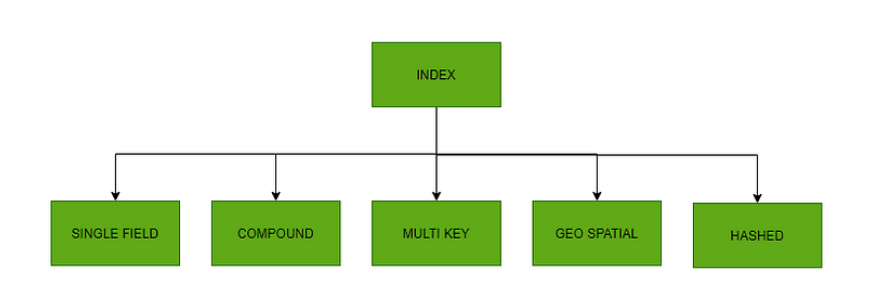 INDEX
SINGLE FIELD
COMPOUND
MULTI KEY
GEO SPATIAL
HASHED